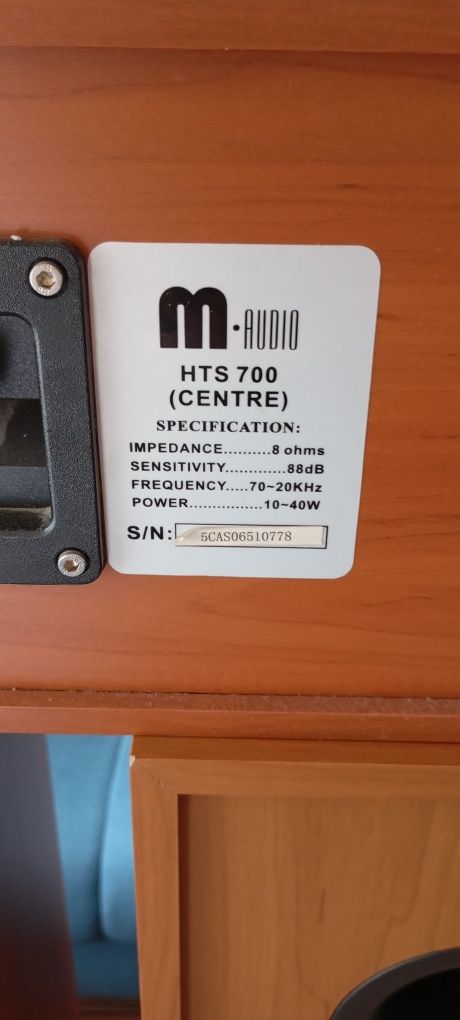 m·AUDIO
HTS 700
(CENTRE)
SPECIFICATION:
IMPEDANCE..........8 ohms
SENSITIVITY............88dB
FREQUENCY.....70~20KHz
POWER.................10~40W
S/N: 5CAS06510778